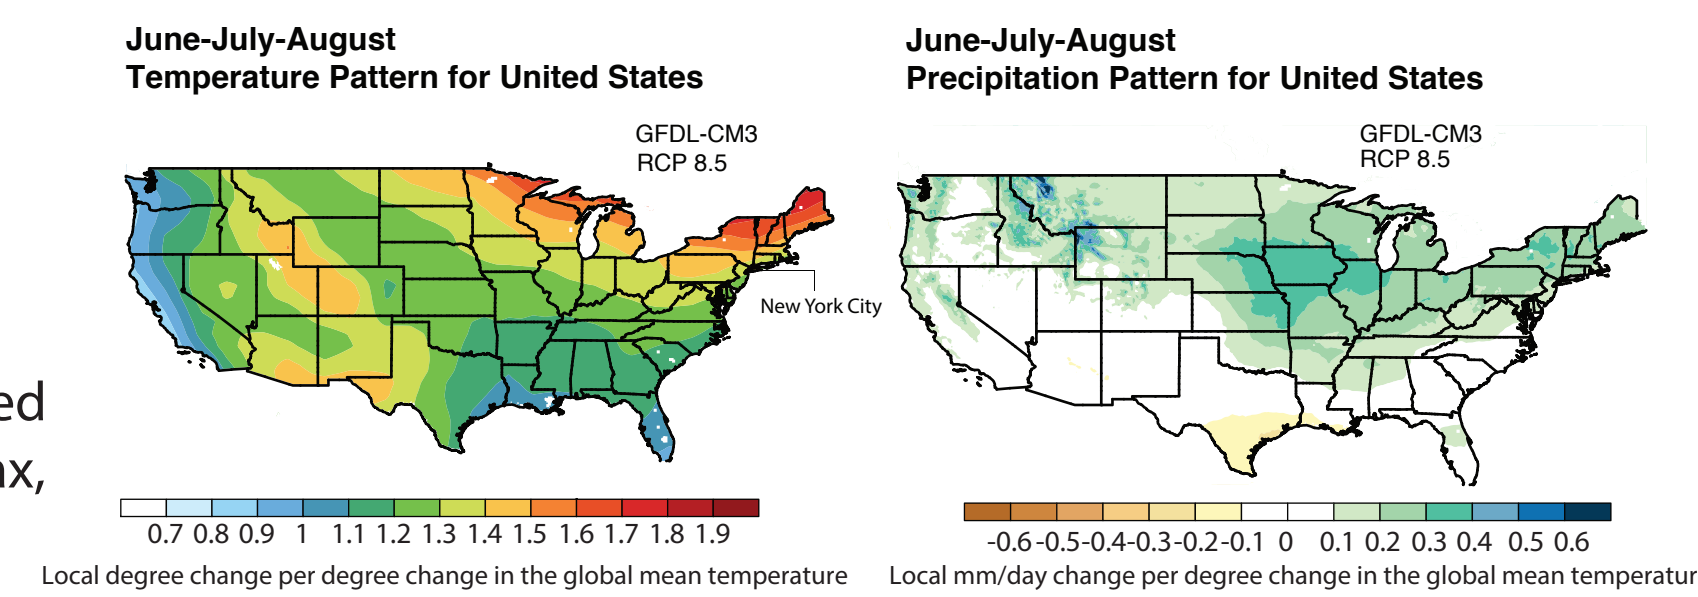 June-July-August
Temperature Pattern for United States
GFDL-CM3
RCP 8.5
New York City
0.7 0.8 0.9 1 1.1 1.2 1.3 1.4 1.5 1.6 1.7 1.8 1.9
Local degree change per degree change in the global mean temperature
June-July-August
Precipitation Pattern for United States
GFDL-CM3
RCP 8.5
-0.6 -0.5 -0.4 -0.3 -0.2 -0.1 0 0.1 0.2 0.3 0.4 0.5 0.6
Local mm/day change per degree change in the global mean temperatur
ed
x,